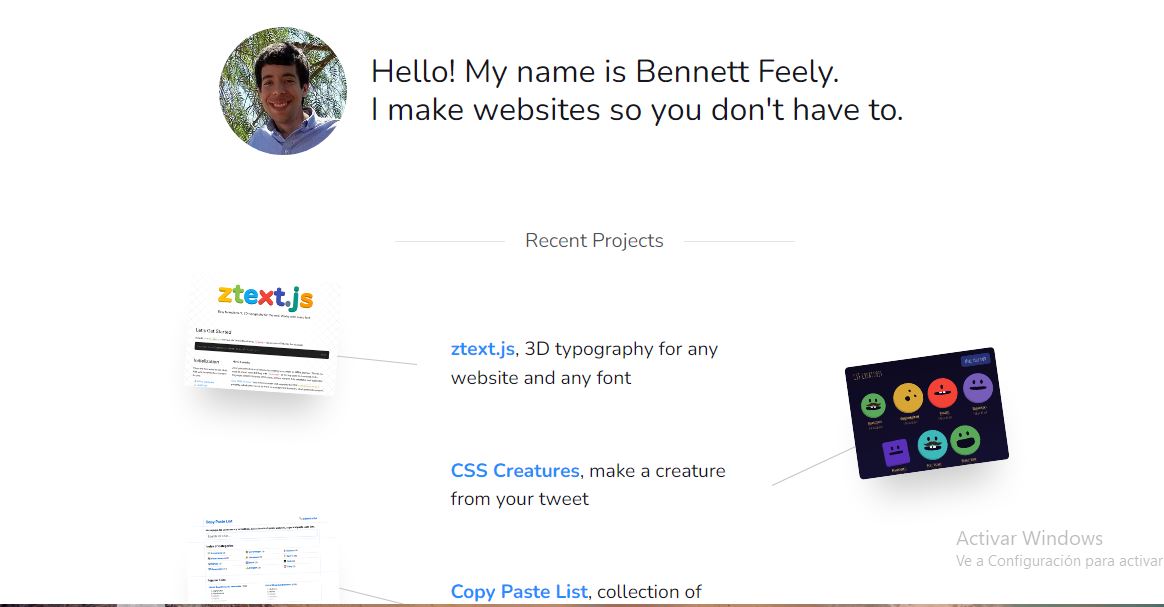 Hello! My name is Bennett Feely.
I make websites so you don't have to.
Recent Projects
ztext.js
Let's Get Started
Initialization
ztext.js, 3D typography for any
website and any font
CSS Creatures, make a creature
from your tweet
Copy Paste List
Activar Windows
Ve a Configuración para activar
Copy Paste List, collection of